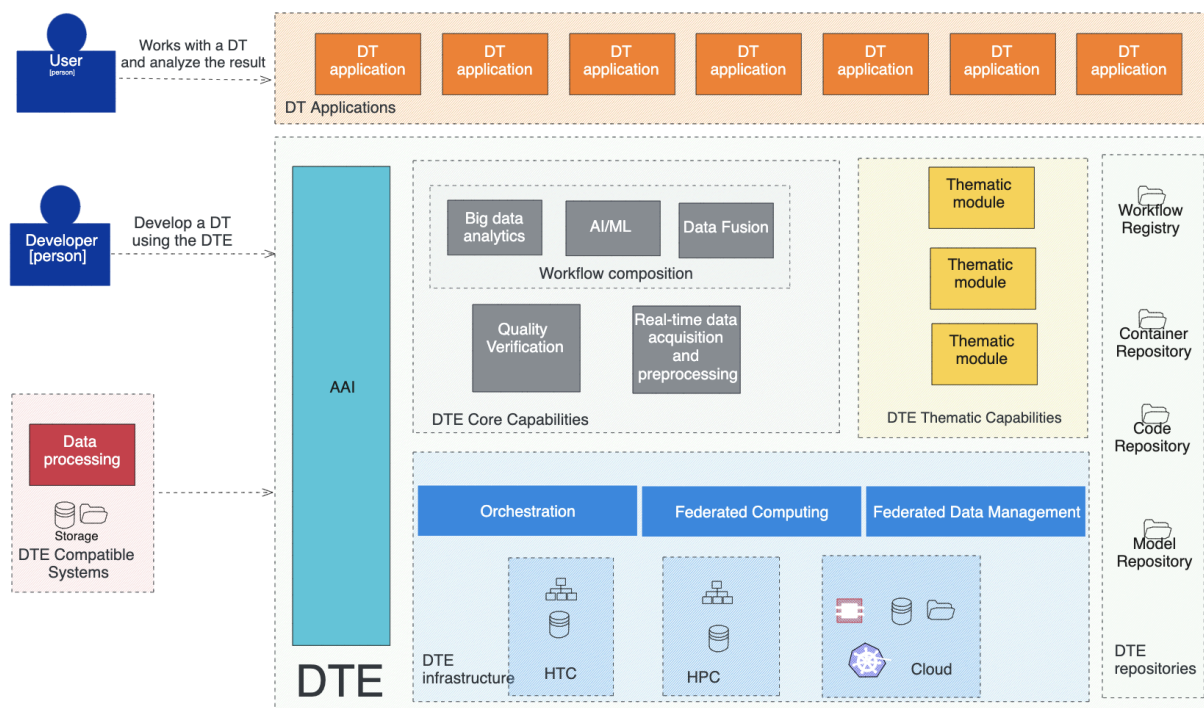 User
[person]
Works with a DT
and analyze the result
DT
application
DT
application
DT
application
DT
application
DT
application
DT
application
DT
application
DT Applications
Developer
[person]
Develop a DT
using the DTE
Data
processing
Storage
DTE Compatible
Systems
AAI
DTE
Big data
analytics
AI/ML
Data Fusion
Workflow composition
Quality
Verification
Real-time data
acquisition
and
preprocessing
DTE Core Capabilities
Thematic
module
Thematic
module
Thematic
module
DTE Thematic Capabilities
Orchestration
Federated Computing
Federated Data Management
DTE
infrastructure
HTC
HPC
Cloud
Workflow
Registry
Container
Repository
Code
Repository
Model
Repository
DTE
repositories